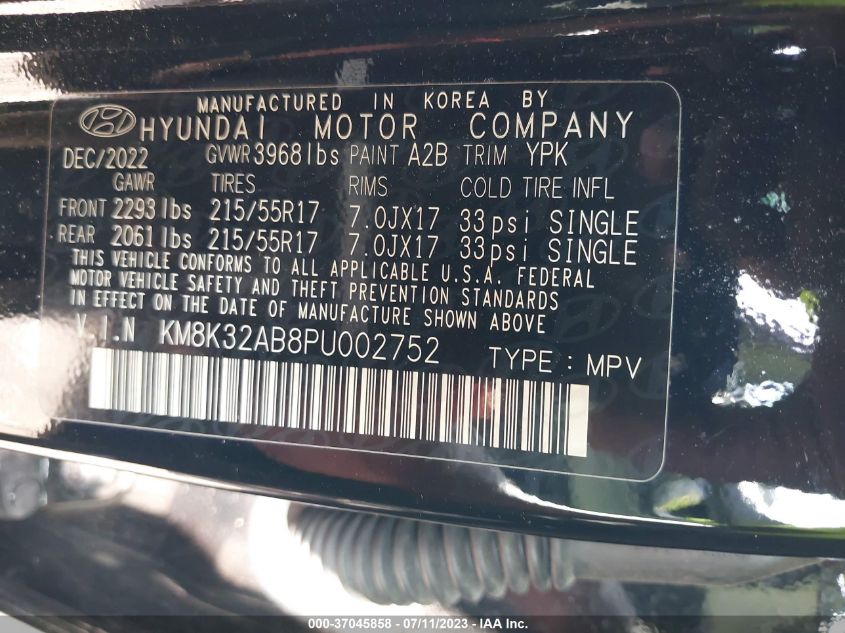 MANUFACTURED IN KOREA BY
HYUNDAI MOTOR COMPANY
DEC/2022 GVWR 3968lbs PAINT A2B TRIM YPK
GAWR TIRES RIMS COLD TIRE INFL
FRONT 2293lbs 215/55R17 7.0JX17 33psi SINGLE
REAR 2061lbs 215/55R17 7.0JX17 33psi SINGLE
THIS VEHICLE CONFORMS TO ALL APPLICABLE U.S.A. FEDERAL
MOTOR VEHICLE SAFETY AND THEFT PREVENTION STANDARDS
IN EFFECT ON THE DATE OF MANUFACTURE SHOWN ABOVE
V.I.N KM8K32AB8PU002752 TYPE : MPV
000-37045858 - 07/11/2023 - © IAA Inc.